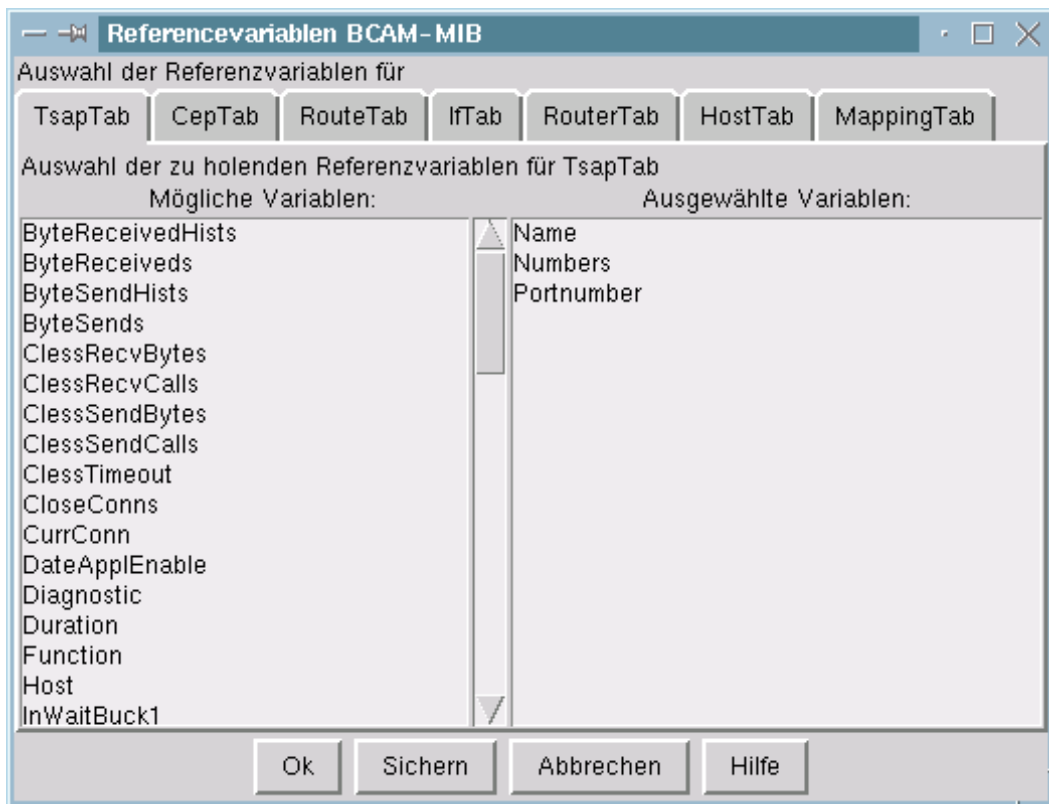 Referencevariablen BCAM-MIB
Auswahl der Referenzvariablen für
TsapTab CepTab RouteTab IfTab RouterTab HostTab MappingTab
Auswahl der zu holenden Referenzvariablen für TsapTab
Mögliche Variablen: Ausgewählte Variablen:
ByteReceivedHists
ByteReceiveds
ByteSendHists
ByteSends
ClessRecvBytes
ClessRecvCalls
ClessSendBytes
ClessSendCalls
ClessTimeout
CloseConns
CurrConn
DateApplEnable
Diagnostic
Duration
Function
Host
InWaitBuck1
Name
Numbers
Portnumber
Ok Sichern Abbrechen Hilfe